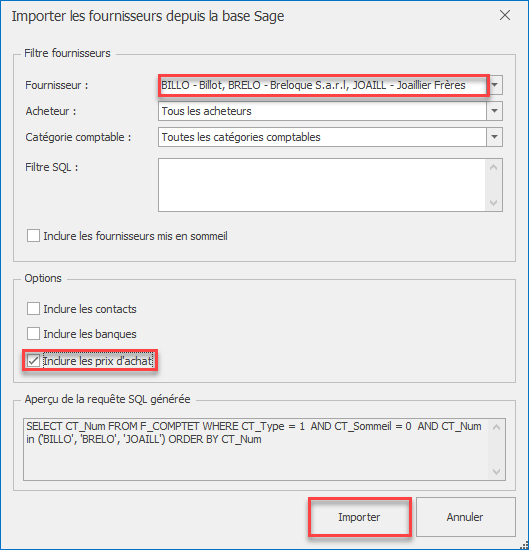 Importer les fournisseurs depuis la base Sage
Filtre fournisseurs
Fournisseur : BILLO - Billot, BRELO - Breloque S.a.r.l, JOAILL - Joaillier Frères
Acheteur : Tous les acheteurs
Catégorie comptable : Toutes les catégories comptables
Filtre SQL :
Inclure les fournisseurs mis en sommeil
Options
Inclure les contacts
Inclure les banques
Inclure les prix d'achat
Aperçu de la requête SQL générée
SELECT CT_Num FROM F_COMPTET WHERE CT_Type = 1 AND CT_Sommeil = 0 AND CT_Num
in ('BILLO', 'BRELO', 'JOAILL') ORDER BY CT_Num
Importer Annuler